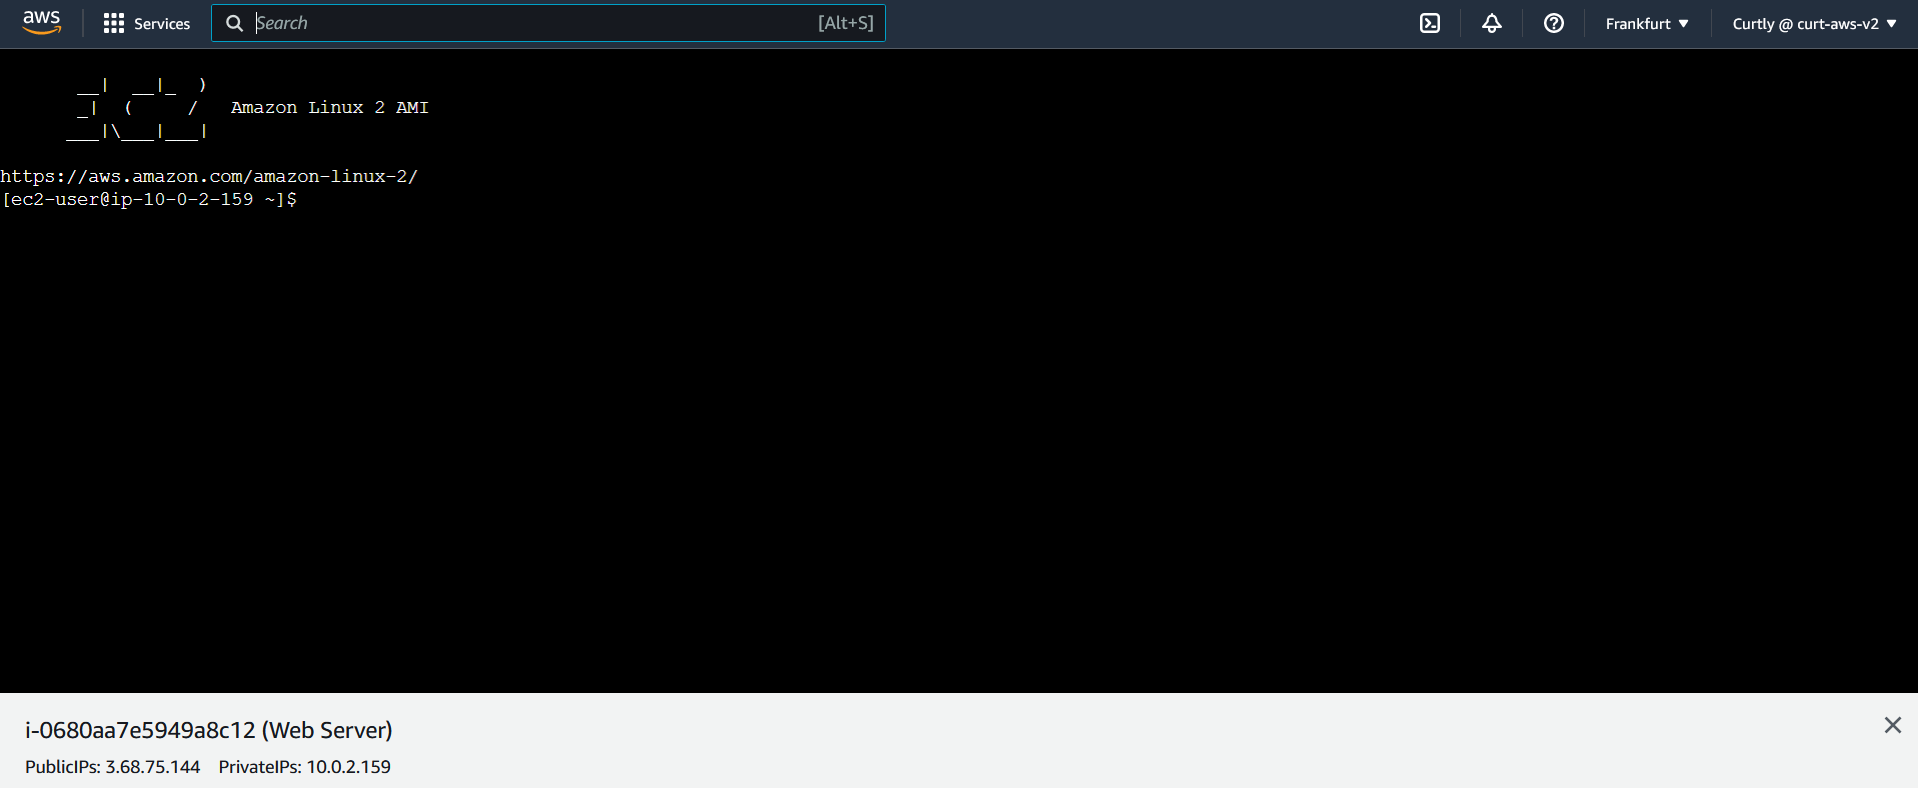 aws Services Search [Alt+S] Frankfurt ▼ Curtly @ curt-aws-v2 ▼
       __|  __|_  )
       _|  (     /   Amazon Linux 2 AMI
      ___|\___|___|
https://aws.amazon.com/amazon-linux-2/
[ec2-user@ip-10-0-2-159 ~]$
i-0680aa7e5949a8c12 (Web Server)
PublicIPs: 3.68.75.144 PrivateIPs: 10.0.2.159